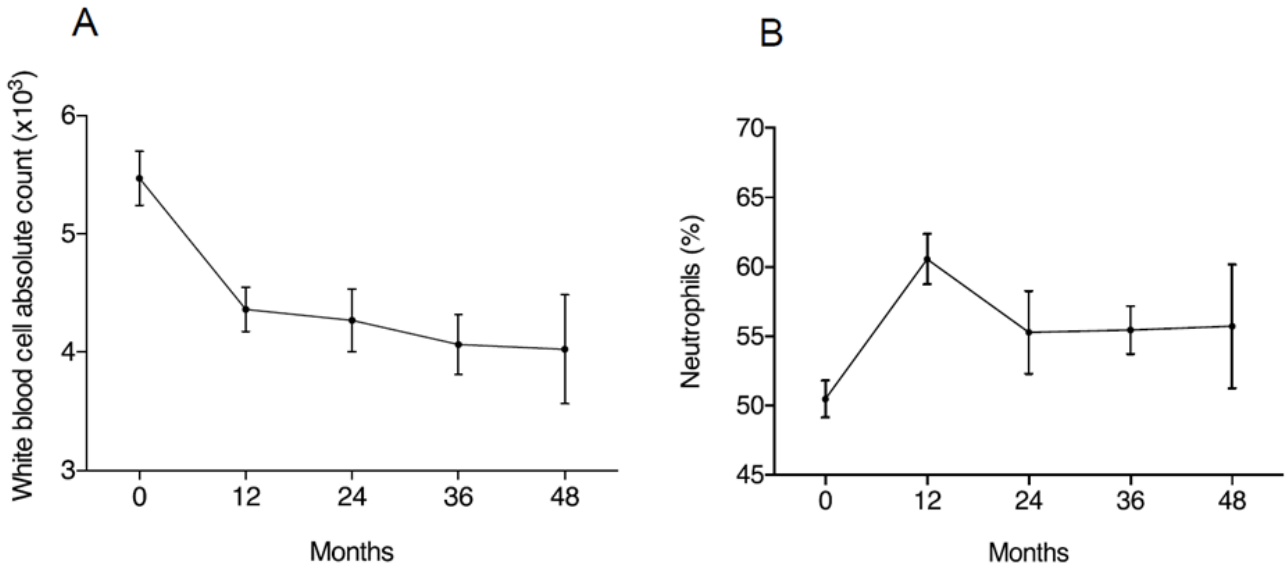 A
White blood cell absolute count (x10³)
6
5
4
3
0 12 24 36 48
Months
B
Neutrophils (%)
70
65
60
55
50
45
0 12 24 36 48
Months